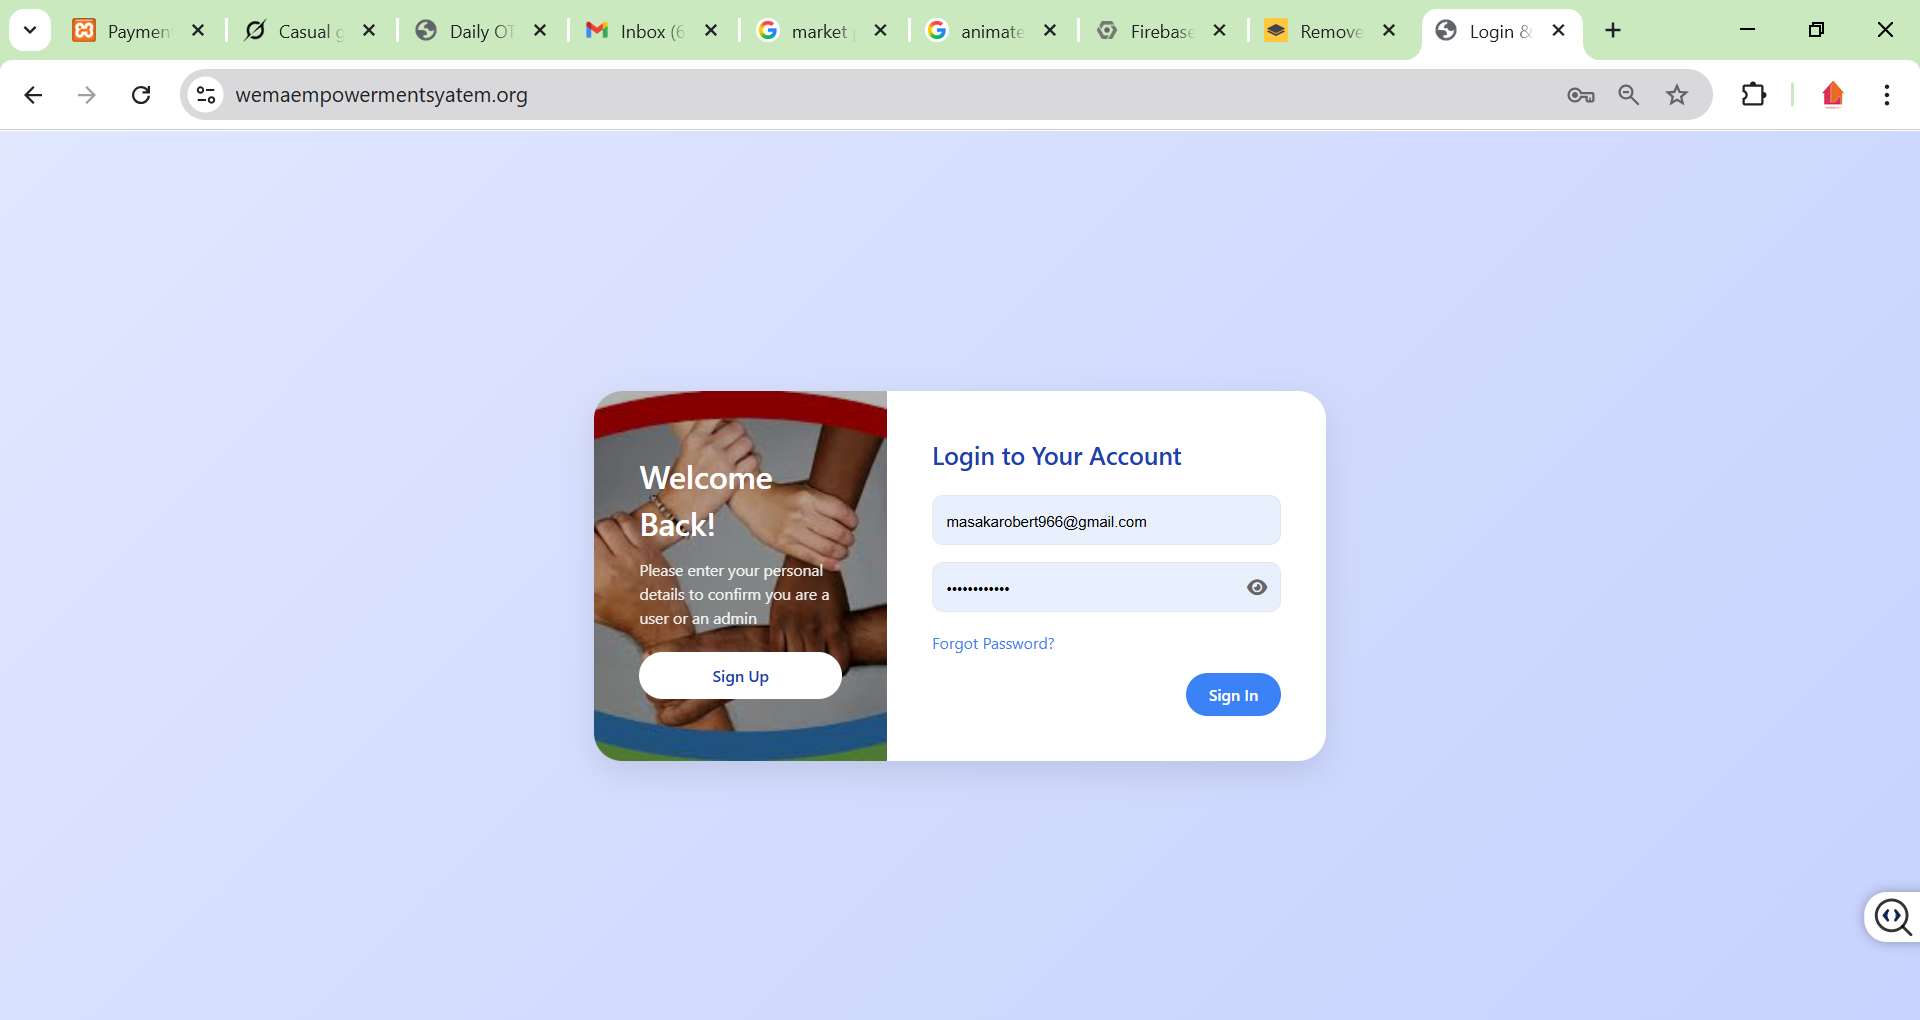 Paymen
Casual g
Daily OT
Inbox (6
market
animate
Firebase
Remove
Login &
wemaempowermentsyatem.org
Welcome
Back!
Please enter your personal
details to confirm you are a
user or an admin
Sign Up
Login to Your Account
masakarobert966@gmail.com
••••••••••••
Forgot Password?
Sign In